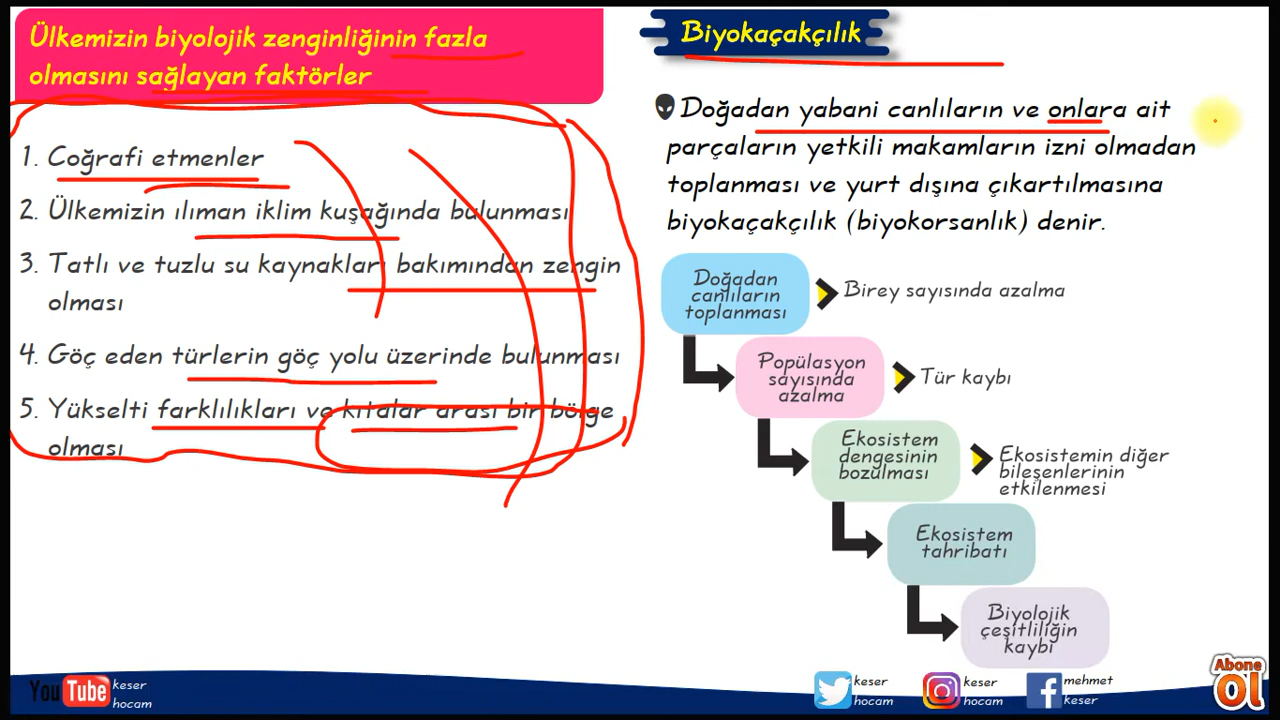 Ülkemizin biyolojik zenginliğinin fazla
olmasını sağlayan faktörler
1. Coğrafi etmenler
2. Ülkemizin ılıman iklim kuşağında bulunması
3. Tatlı ve tuzlu su kaynakları bakımından zengin
olması
4. Göç eden türlerin göç yolu üzerinde bulunması
5. Yükselti farklılıkları ve kıtalar arası bir bölge
olması
Biyokaçakçılık
Doğadan yabani canlıların ve onlara ait
parçaların yetkili makamların izni olmadan
toplanması ve yurt dışına çıkartılmasına
biyokaçakçılık (biyokorsanlık) denir.
Doğadan
canlıların
toplanması
Birey sayısında azalma
Popülasyon
sayısında
azalma
Tür kaybı
Ekosistem
dengesinin
bozulması
Ekosistemin diğer
bileşenlerinin
etkilenmesi
Ekosistem
tahribatı
Biyolojik
çeşitliliğin
kaybı
YouTube
keser
hocam
keser
hocam
keser
hocam
mehmet
keser
Abone
Ol